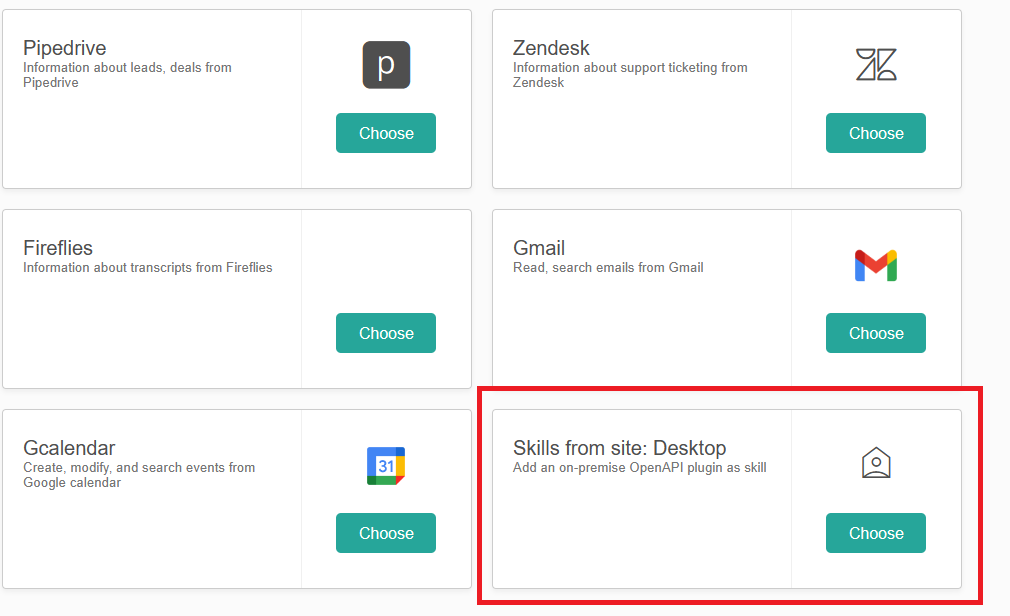 Pipedrive
Information about leads, deals from
Pipedrive
p
Choose
Zendesk
Information about support ticketing from
Zendesk
Choose
Fireflies
Information about transcripts from Fireflies
Choose
Gmail
Read, search emails from Gmail
Choose
Gcalendar
Create, modify, and search events from
Google calendar
31
Choose
Skills from site: Desktop
Add an on-premise OpenAPI plugin as skill
Choose